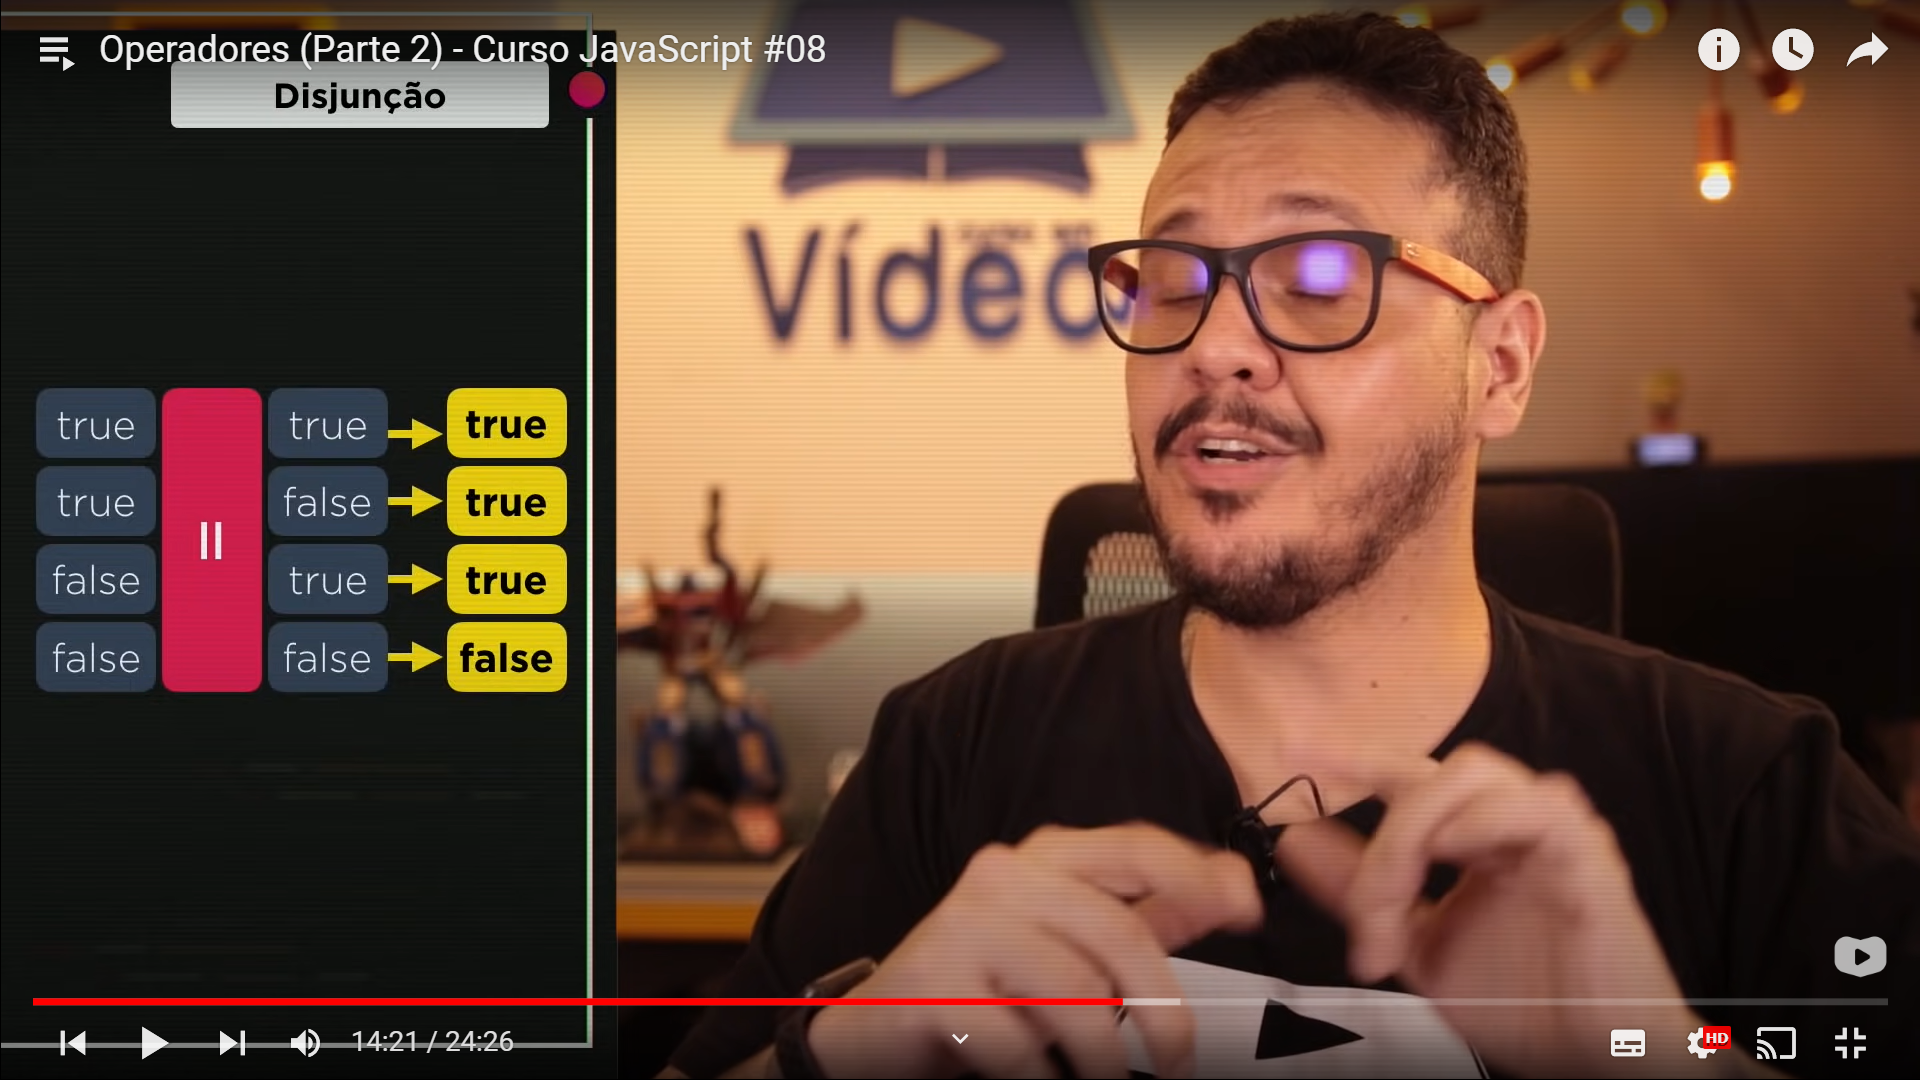 Operadores (Parte 2) - Curso JavaScript #08
Disjunção
Vídeo
true || true true
true false true
false true true
false false false
14:21 / 24:26
HD